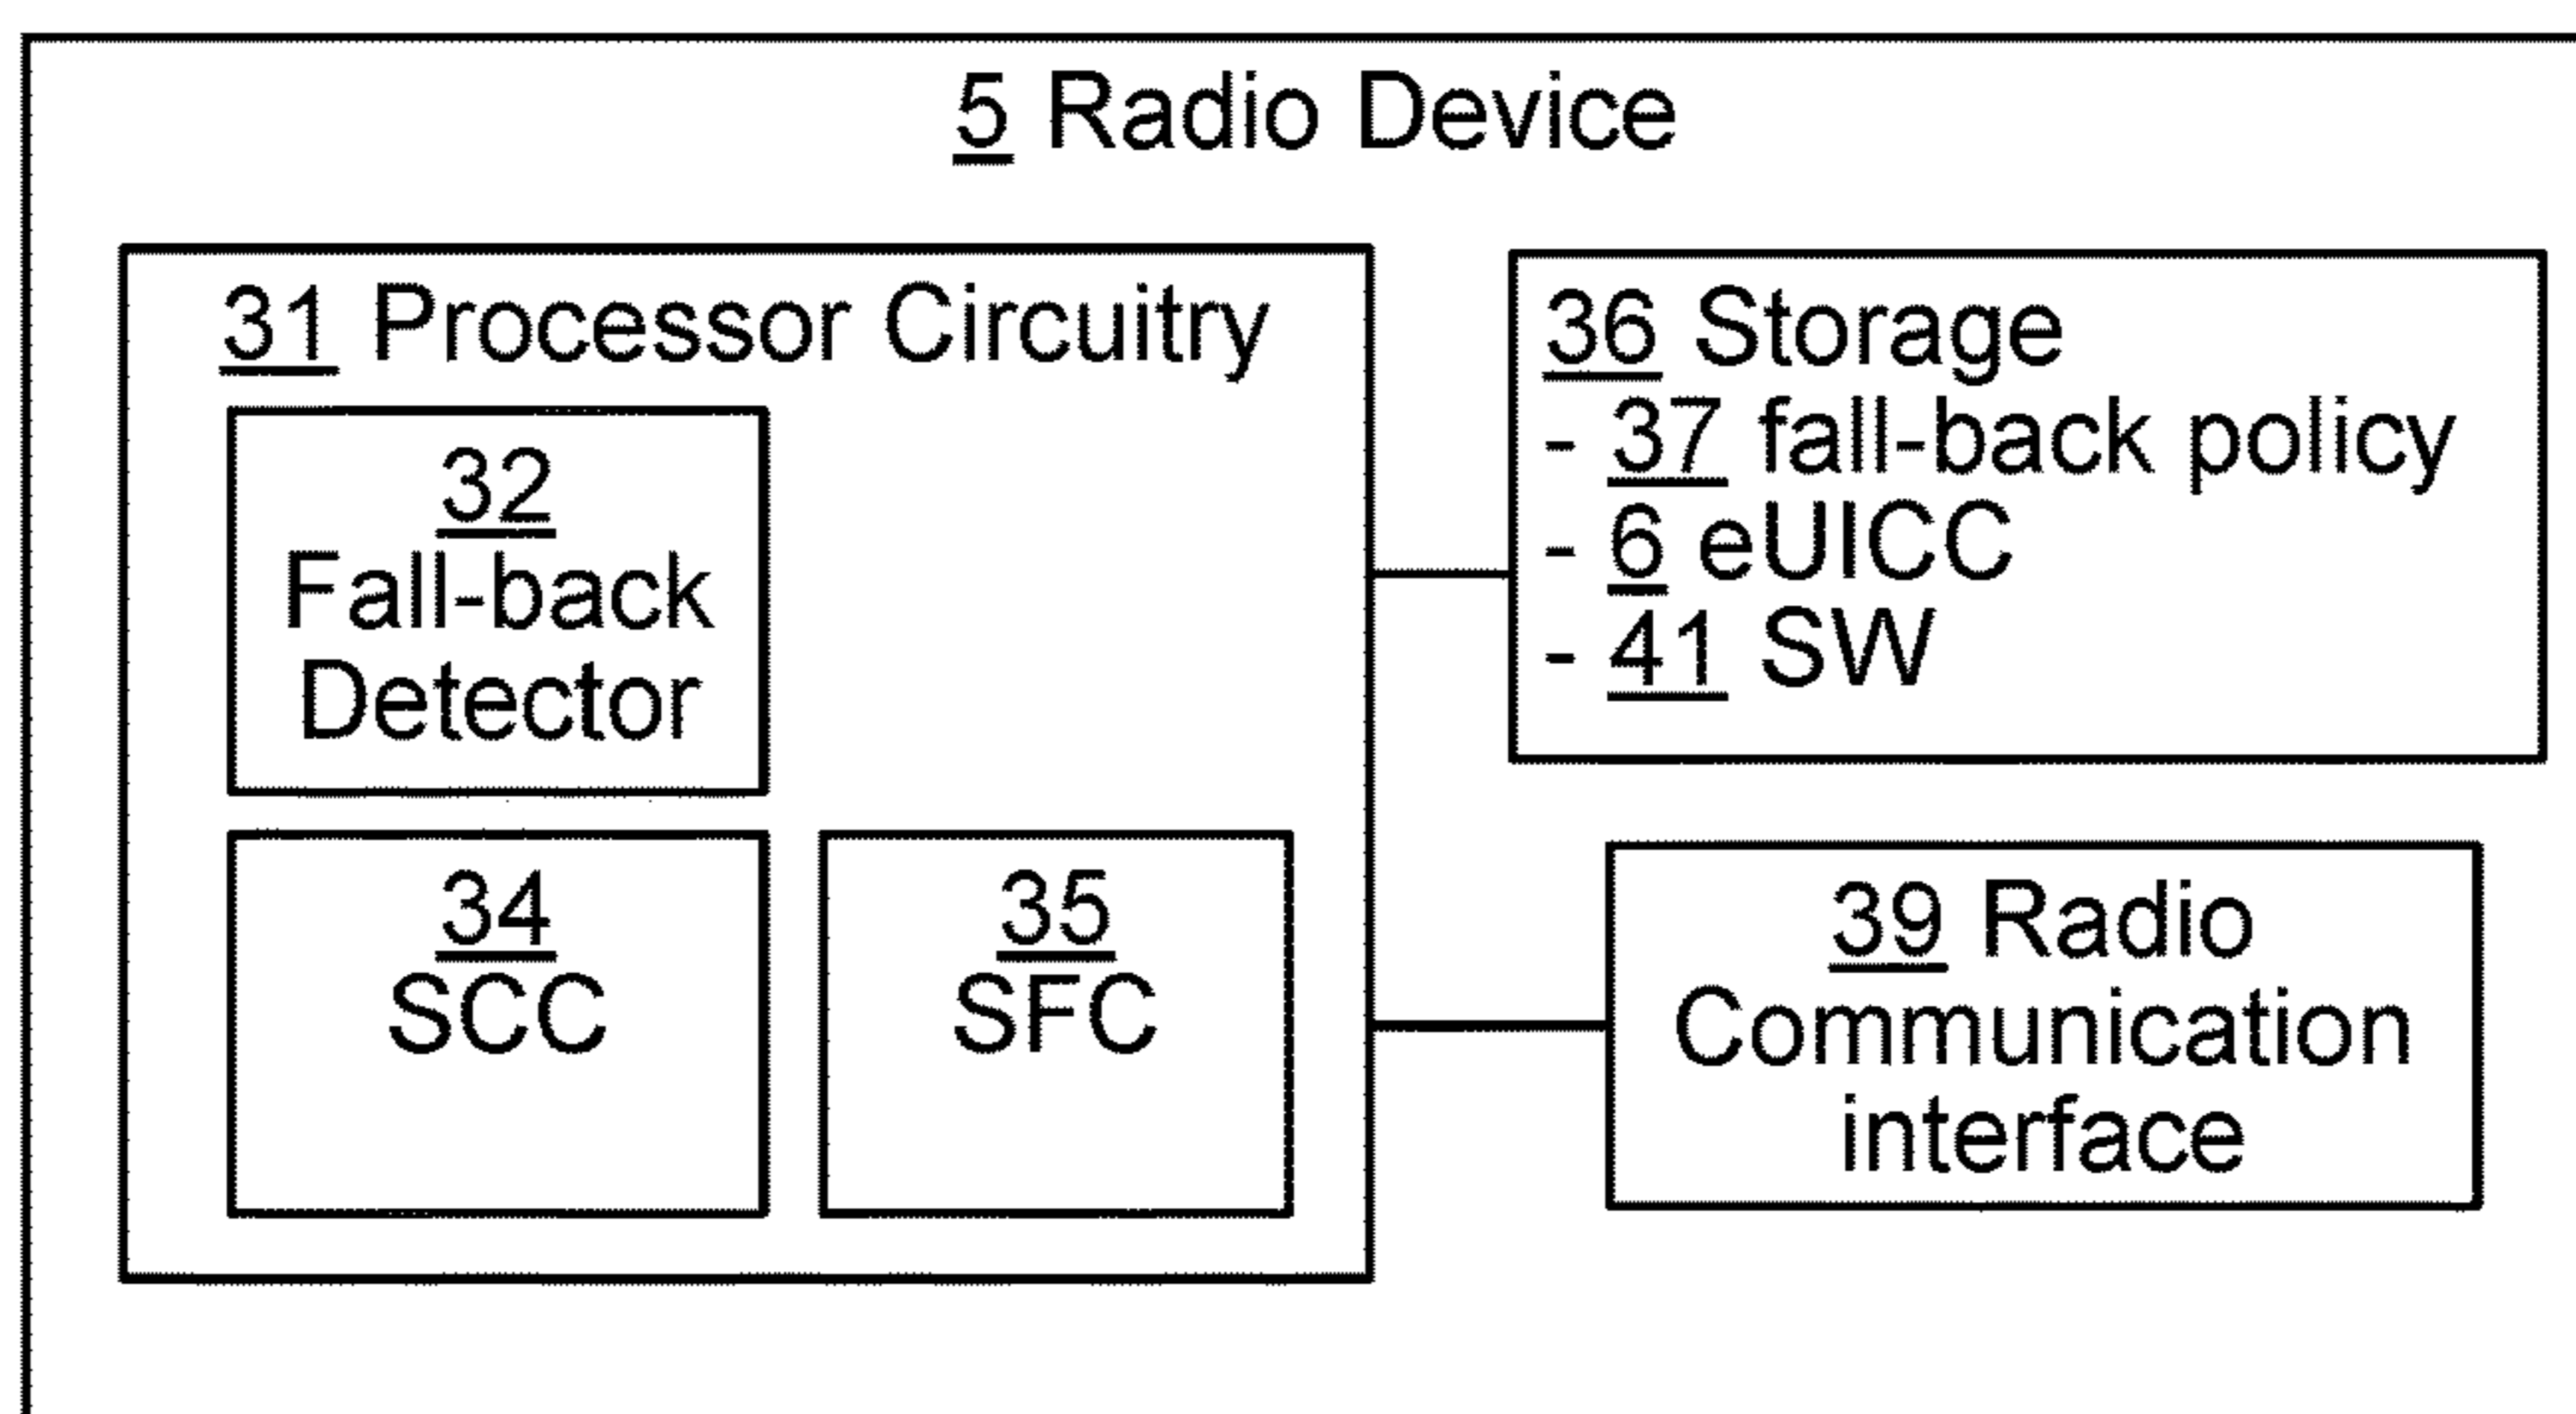 5 Radio Device
31 Processor Circuitry
32
Fall-back
Detector
34
SCC
35
SFC
36 Storage
- 37 fall-back policy
- 6 eUICC
- 41 SW
39 Radio
Communication
interface